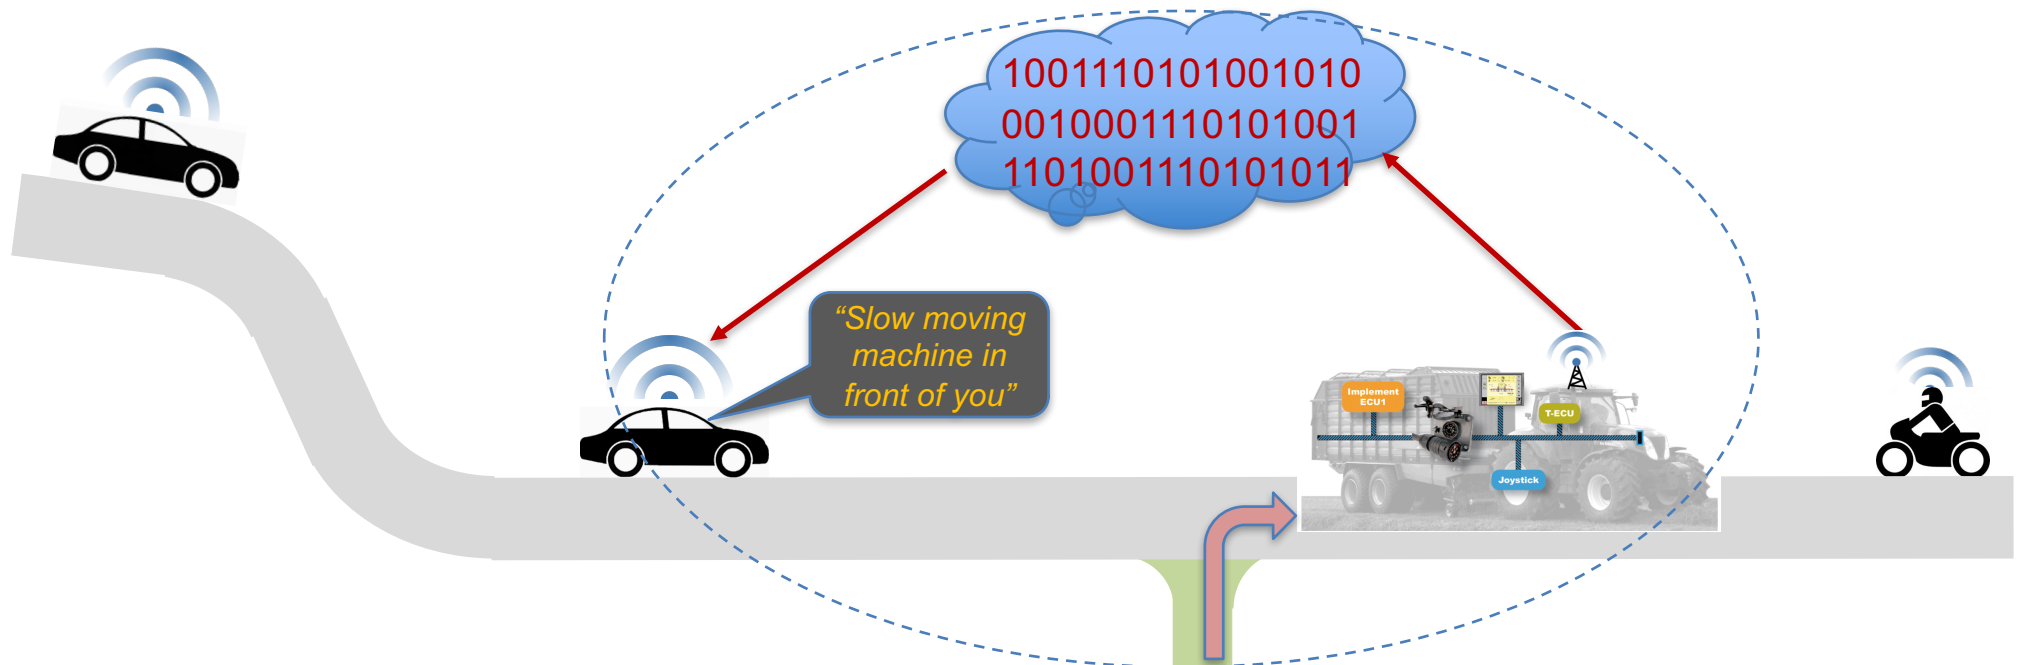 1001110101001010
0010001110101001
1101001110101011
“Slow moving
machine in
front of you”
Implement
ECU1
T-ECU
Joystick